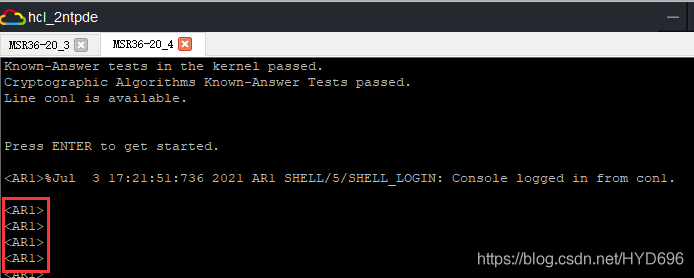 hcl_2ntpde
MSR36-20_3
MSR36-20_4
Known-Answer tests in the kernel passed.
Cryptographic Algorithms Known-Answer Tests passed.
Line con1 is available.
Press ENTER to get started.
<AR1>%Jul  3 17:21:51:736 2021 AR1 SHELL/5/SHELL_LOGIN: Console logged in from con1.
<AR1>
<AR1>
<AR1>
<AR1>
<AR1>
https://blog.csdn.net/HYD696